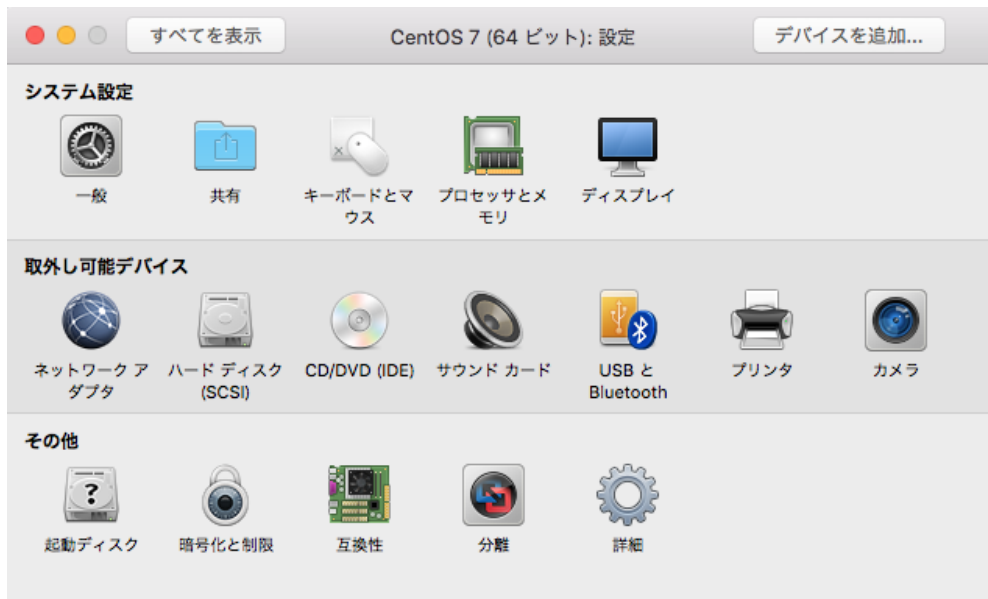 すべてを表示 CentOS 7 (64 ビット): 設定 デバイスを追加...
システム設定
一般
共有
キーボードとマ
ウス
プロセッサとメ
モリ
ディスプレイ
取外し可能デバイス
ネットワーク ア
ダプタ
ハード ディスク
(SCSI)
CD/DVD (IDE)
サウンド カード
USB と
Bluetooth
プリンタ
カメラ
その他
起動ディスク
暗号化と制限
互換性
分離
詳細